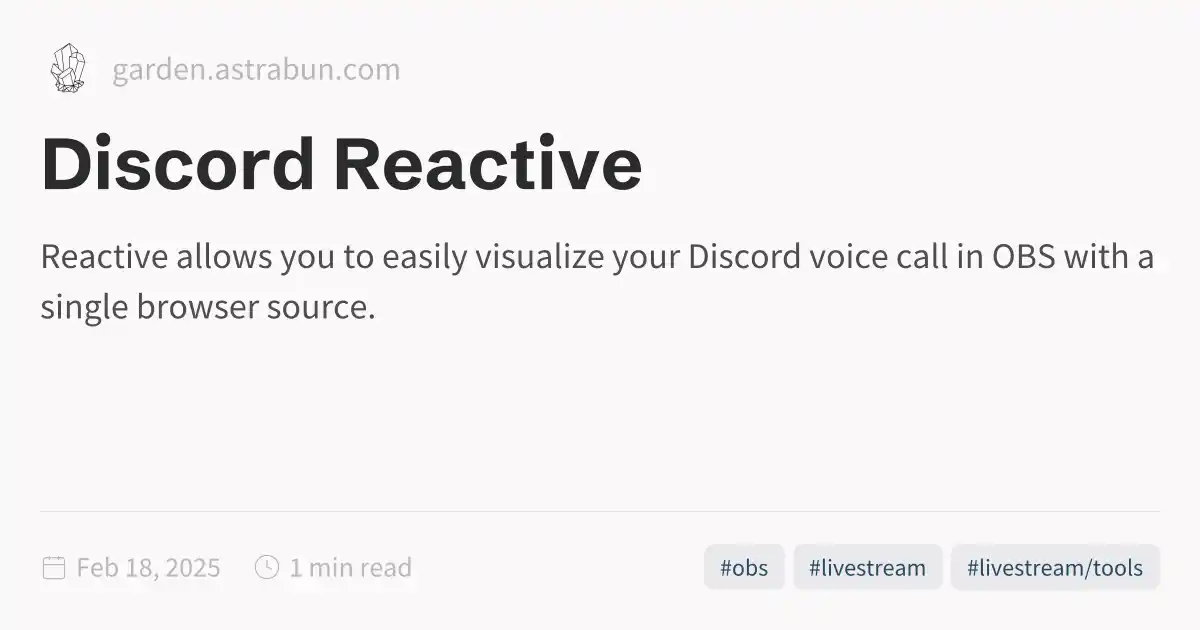 garden.astrabun.com
Discord Reactive
Reactive allows you to easily visualize your Discord voice call in OBS with a
single browser source.
Feb 18, 2025 1 min read #obs #livestream #livestream/tools